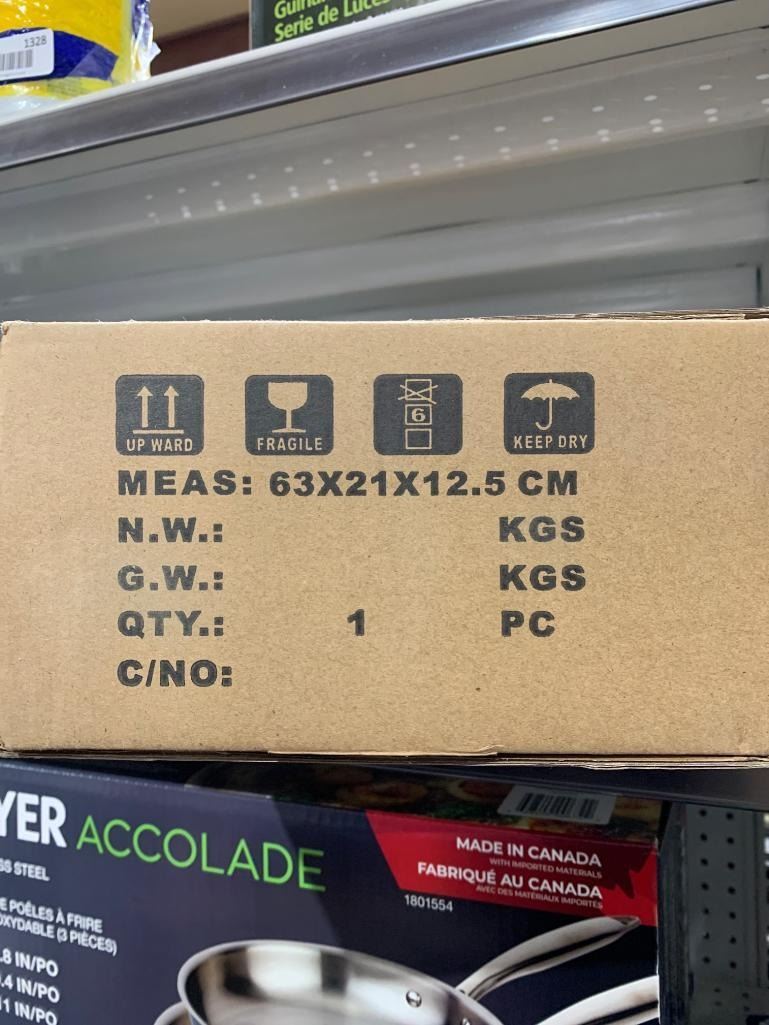 1328
Serie de Luces
UP WARD
FRAGILE
6
KEEP DRY
MEAS: 63X21X12.5 CM
N.W.: KGS
G.W.: KGS
QTY.: 1 PC
C/NO:
YER ACCOLADE
SS STEEL
E POÊLES À FRIRE
OXYDABLE (3 PIÈCES)
.8 IN/PO
.4 IN/PO
11 IN/PO
MADE IN CANADA
WITH IMPORTED MATERIALS
FABRIQUÉ AU CANADA
AVEC DES MATÉRIAUX IMPORTÉS
1801554